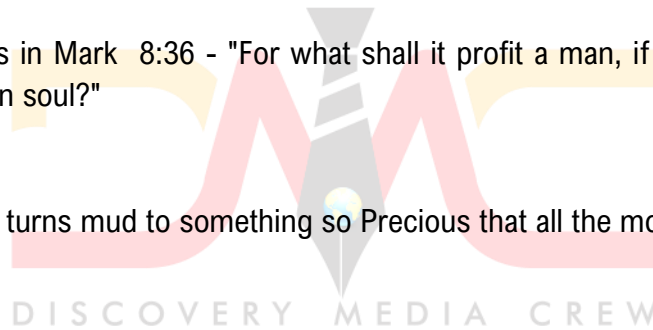 s in Mark 8:36 - "For what shall it profit a man, if
n soul?"
turns mud to something so Precious that all the mo
DISCOVERY MEDIA CREW